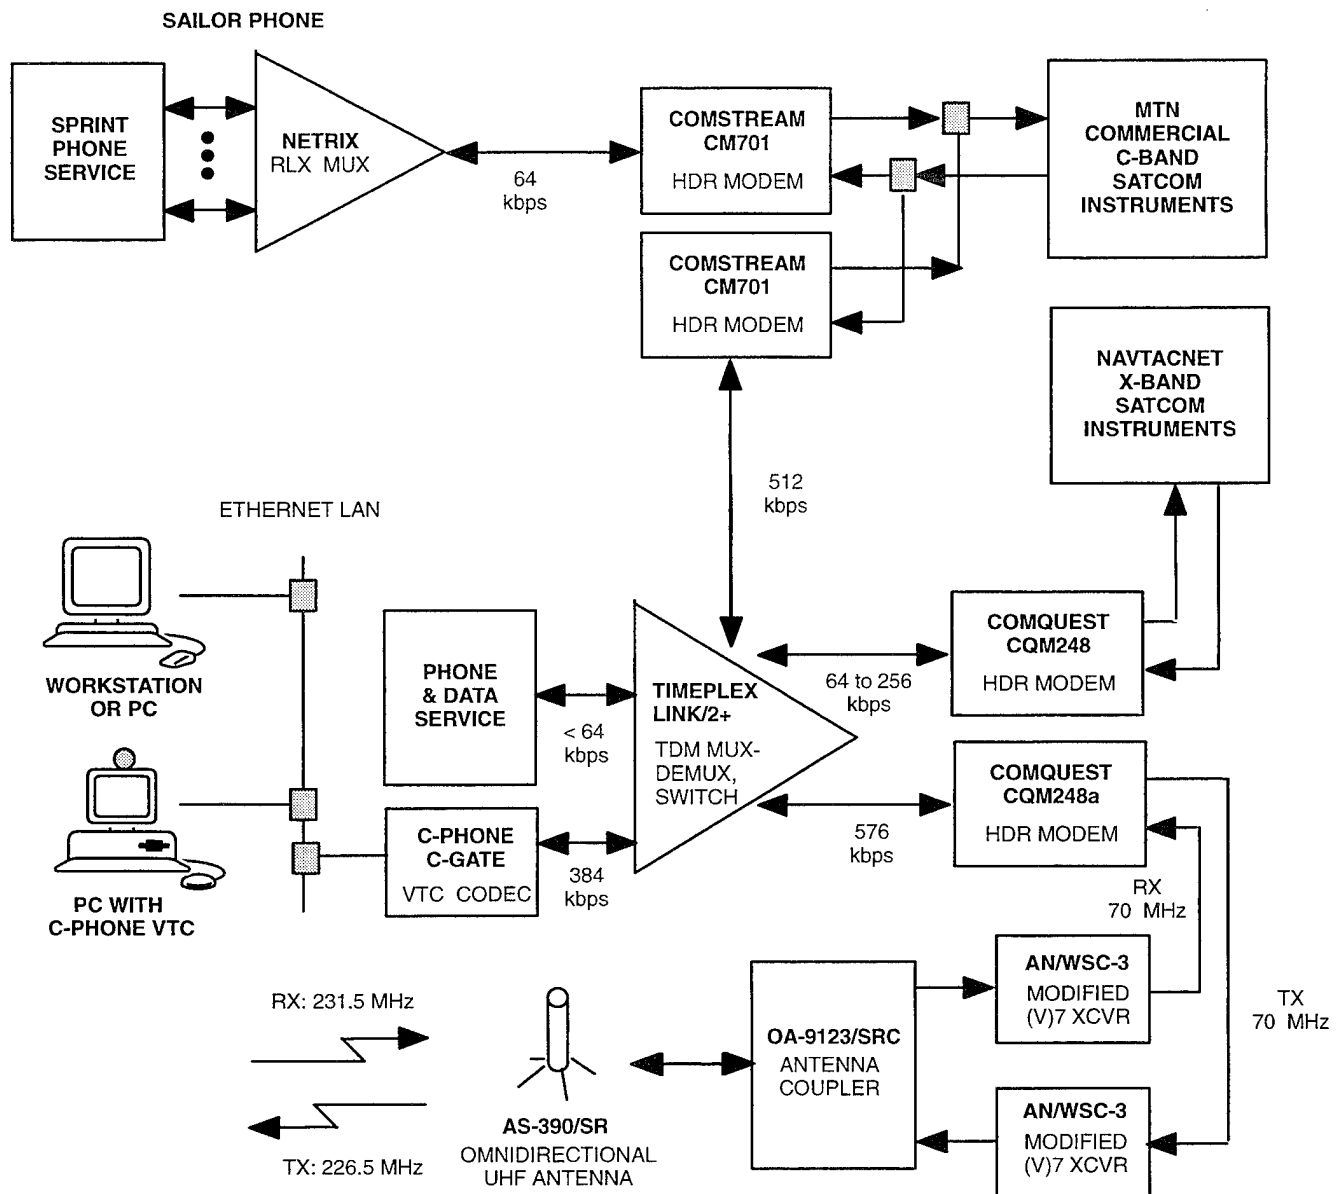 SAILOR PHONE
SPRINT
PHONE
SERVICE
NETRIX
RLX MUX
64
kbps
COMSTREAM
CM701
HDR MODEM
MTN
COMMERCIAL
C-BAND
SATCOM
INSTRUMENTS
COMSTREAM
CM701
HDR MODEM
NAVTACNET
X-BAND
SATCOM
INSTRUMENTS
512
kbps
ETHERNET LAN
WORKSTATION
OR PC
PHONE
& DATA
SERVICE
< 64
kbps
TIMEPLEX
LINK/2+
TDM MUX-
DEMUX,
SWITCH
64 to 256
kbps
COMQUEST
CQM248
HDR MODEM
COMQUEST
CQM248a
HDR MODEM
576
kbps
PC WITH
C-PHONE VTC
C-PHONE
C-GATE
VTC CODEC
384
kbps
RX
70 MHz
TX
70 MHz
RX: 231.5 MHz
TX: 226.5 MHz
AS-390/SR
OMNIDIRECTIONAL
UHF ANTENNA
OA-9123/SRC
ANTENNA
COUPLER
AN/WSC-3
MODIFIED
(V)7 XCVR
AN/WSC-3
MODIFIED
(V)7 XCVR